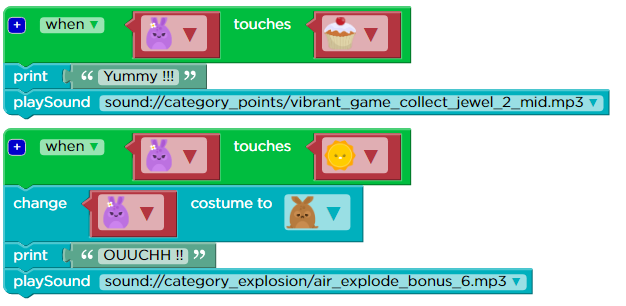 when touches
print “ Yummy !!! ”
playSound sound://category_points/vibrant_game_collect_jewel_2_mid.mp3
when touches
change costume to
print “ OUUCHH !! ”
playSound sound://category_explosion/air_explode_bonus_6.mp3